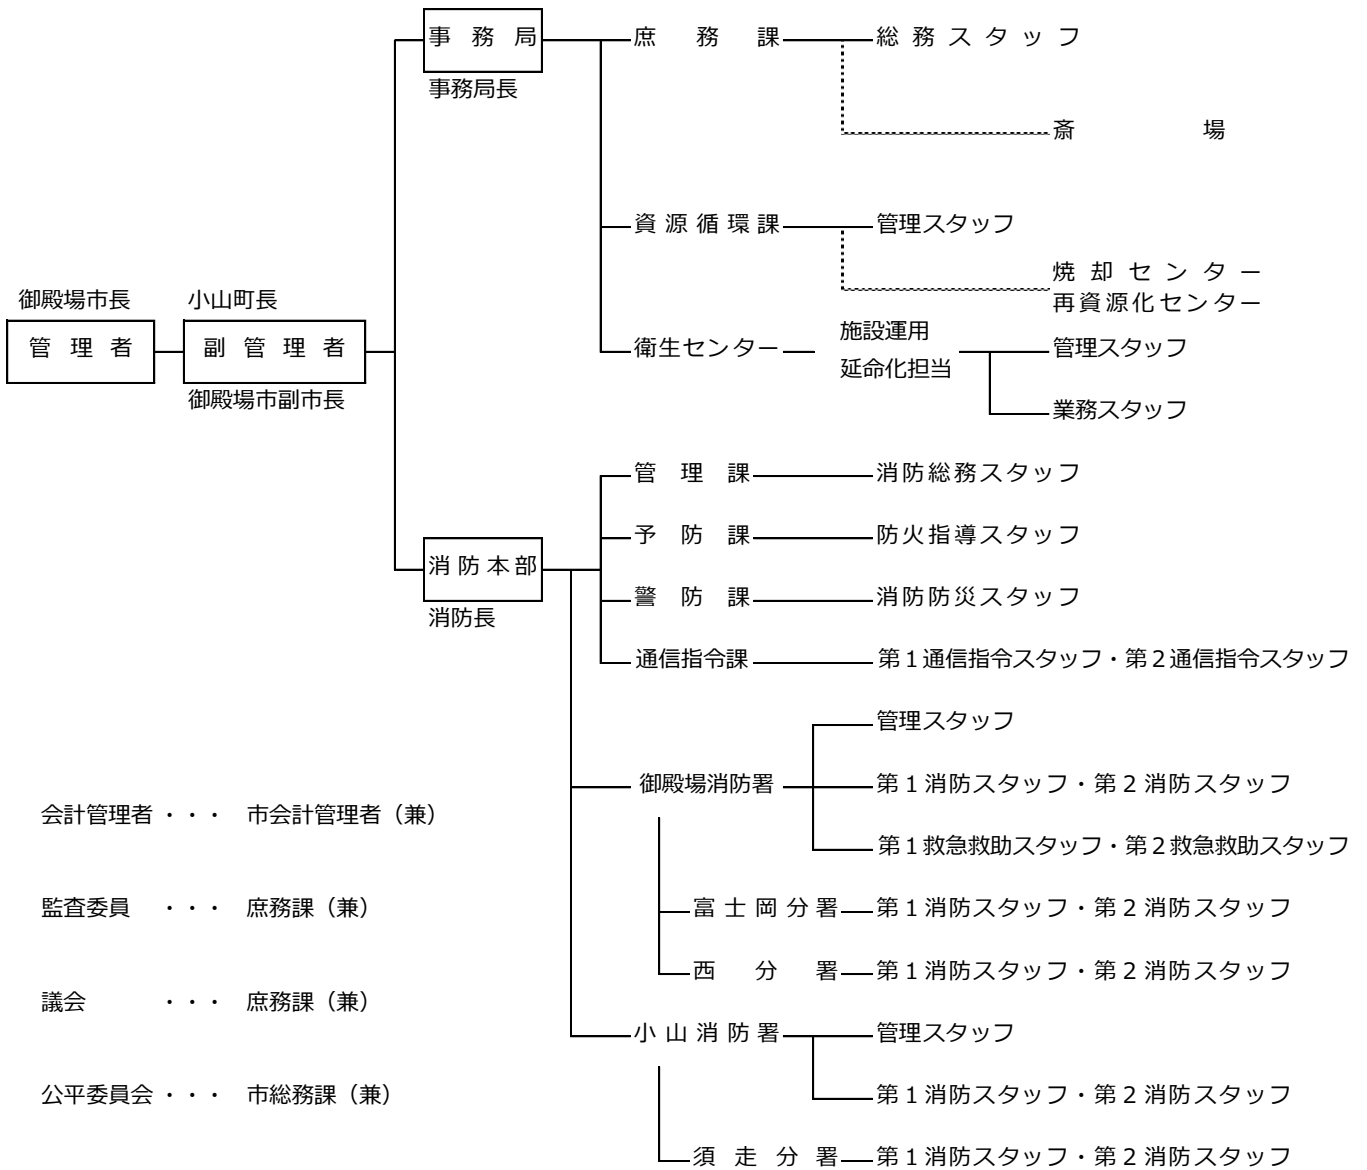 事務局
事務局長
庶務課
総務スタッフ
斎場
資源循環課
管理スタッフ
焼却センター
再資源化センター
御殿場市長
管理者
小山町長
副管理者
御殿場市副市長
衛生センター
施設運用
延命化担当
管理スタッフ
業務スタッフ
消防本部
消防長
管理課
消防総務スタッフ
予防課
防火指導スタッフ
警防課
消防防災スタッフ
通信指令課
第1通信指令スタッフ・第2通信指令スタッフ
御殿場消防署
管理スタッフ
第1消防スタッフ・第2消防スタッフ
第1救急救助スタッフ・第2救急救助スタッフ
富士岡分署
第1消防スタッフ・第2消防スタッフ
西分署
第1消防スタッフ・第2消防スタッフ
小山消防署
管理スタッフ
第1消防スタッフ・第2消防スタッフ
須走分署
第1消防スタッフ・第2消防スタッフ
会計管理者・・・ 市会計管理者（兼）
監査委員 ・・・ 庶務課（兼）
議会 ・・・ 庶務課（兼）
公平委員会・・・ 市総務課（兼）